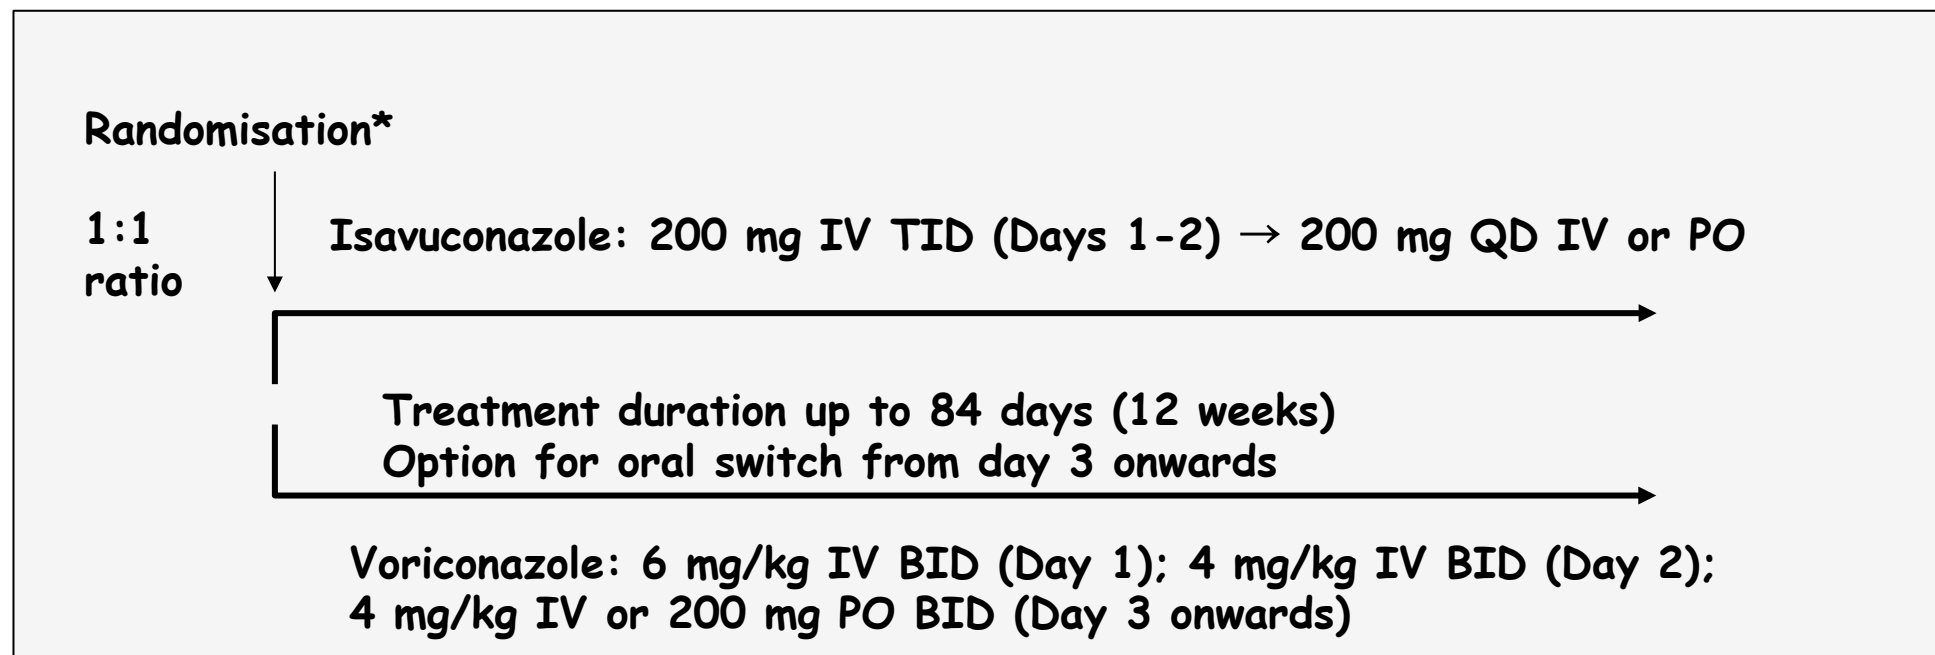 Randomisation*
1:1
ratio
Isavuconazole: 200 mg IV TID (Days 1-2) → 200 mg QD IV or PO
Treatment duration up to 84 days (12 weeks)
Option for oral switch from day 3 onwards
Voriconazole: 6 mg/kg IV BID (Day 1); 4 mg/kg IV BID (Day 2);
4 mg/kg IV or 200 mg PO BID (Day 3 onwards)